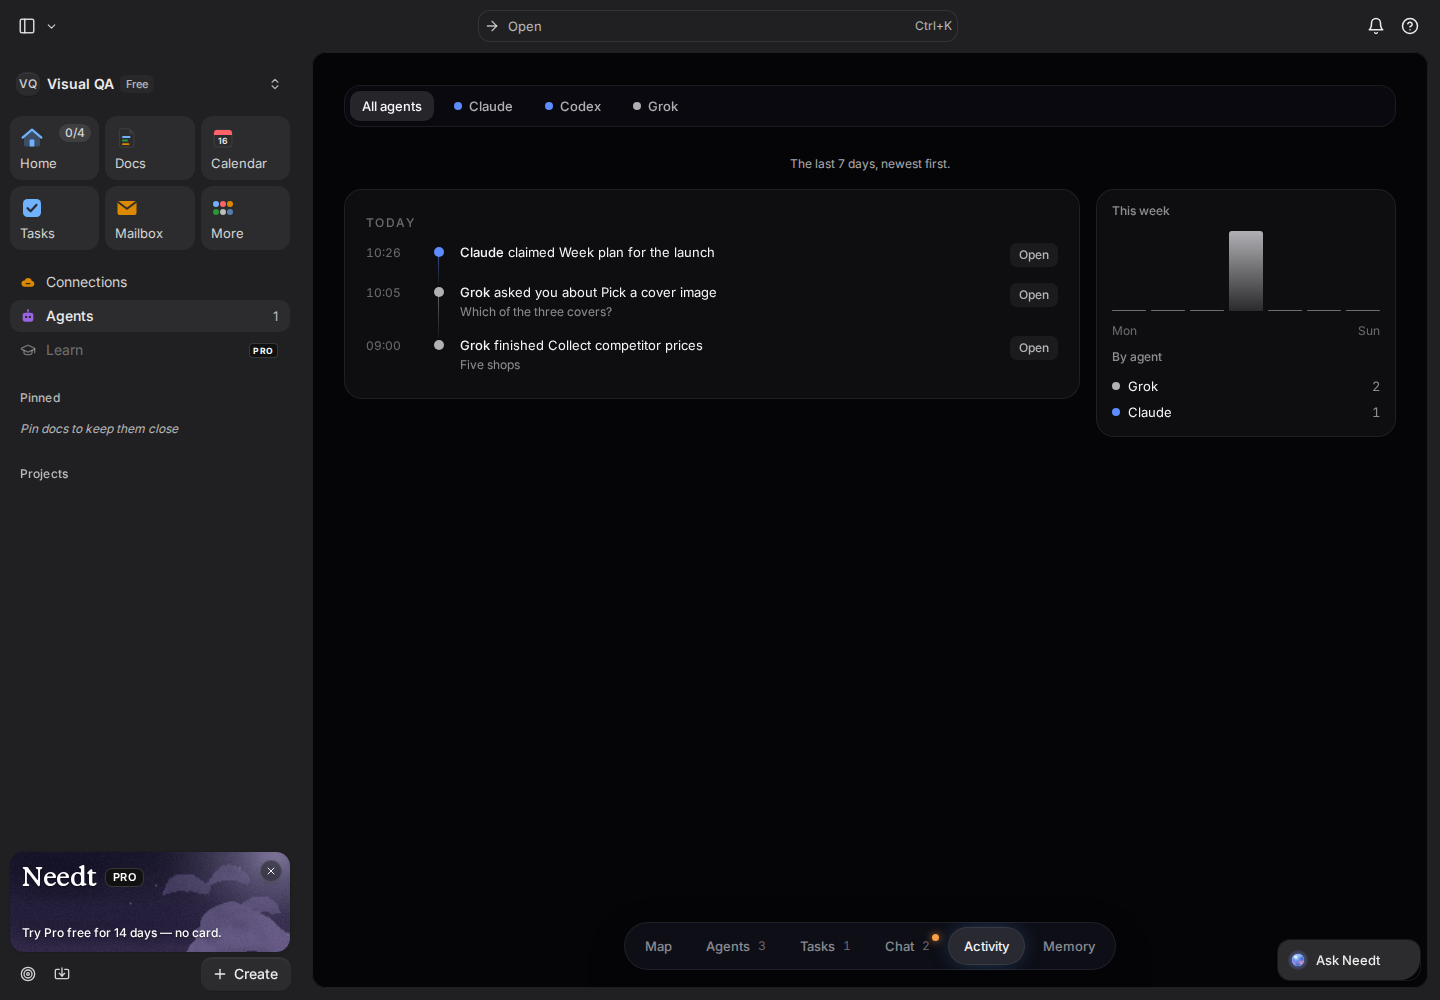 Open
Ctrl+K
VQ Visual QA Free
0/4
Home
Docs
16
Calendar
Tasks
Mailbox
More
Connections
Agents 1
Learn PRO
Pinned
Pin docs to keep them close
Projects
Needt PRO
Try Pro free for 14 days — no card.
Create
All agents
Claude
Codex
Grok
The last 7 days, newest first.
TODAY
10:26 Claude claimed Week plan for the launch Open
10:05 Grok asked you about Pick a cover image Open
Which of the three covers?
09:00 Grok finished Collect competitor prices Open
Five shops
This week
Mon Sun
By agent
Grok 2
Claude 1
Map
Agents 3
Tasks 1
Chat 2
Activity
Memory
Ask Needt